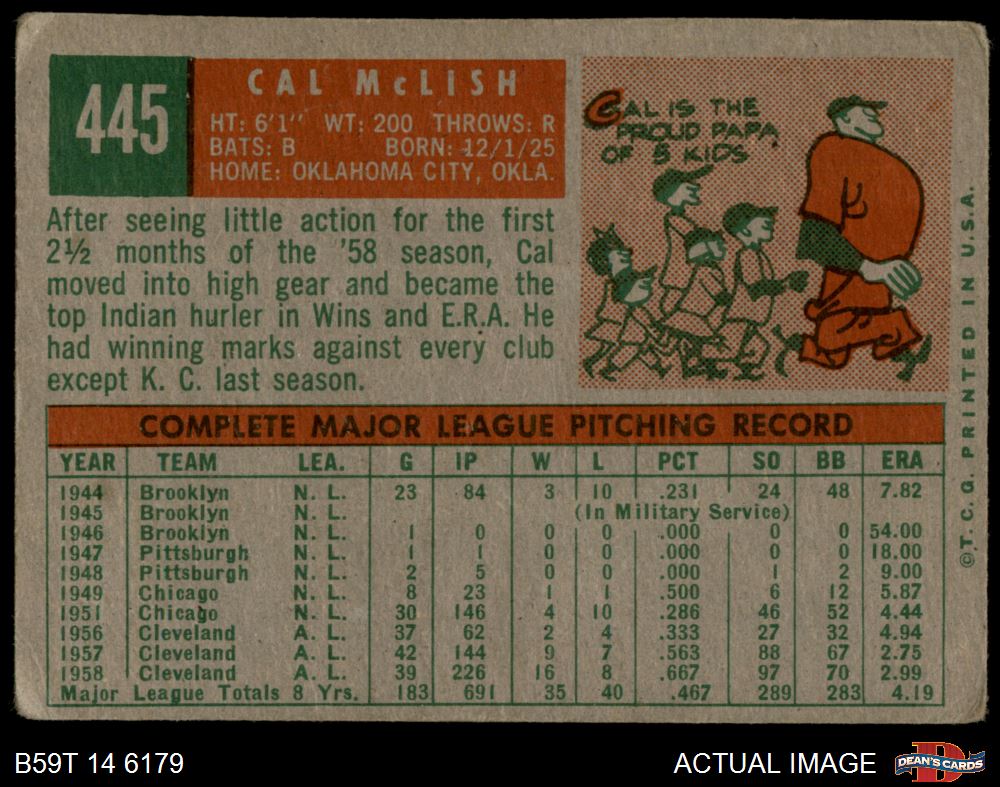 445
CAL McLISH
HT: 6'1" WT: 200 THROWS: R
BATS: B BORN: 12/1/25
HOME: OKLAHOMA CITY, OKLA.
CAL IS THE
PROUD PAPA
OF 5 KIDS
After seeing little action for the first
2½ months of the '58 season, Cal
moved into high gear and became the
top Indian hurler in Wins and E.R.A. He
had winning marks against every club
except K. C. last season.
COMPLETE MAJOR LEAGUE PITCHING RECORD
YEAR TEAM LEA. G IP W L PCT SO BB ERA
1944 Brooklyn N. L. 23 84 3 10 .231 24 48 7.82
1945 Brooklyn N. L. (In Military Service)
1946 Brooklyn N. L. 1 0 0 0 .000 0 0 54.00
1947 Pittsburgh N. L. 1 1 0 0 .000 0 0 18.00
1948 Pittsburgh N. L. 2 5 0 0 .000 1 2 9.00
1949 Chicago N. L. 8 23 1 1 .500 6 12 5.87
1951 Chicago N. L. 30 146 4 10 .286 46 52 4.44
1956 Cleveland A. L. 37 62 2 4 .333 27 32 4.94
1957 Cleveland A. L. 42 144 9 7 .563 88 67 2.75
1958 Cleveland A. L. 39 226 16 8 .667 97 70 2.99
Major League Totals 8 Yrs. 183 691 35 40 .467 289 283 4.19
©T. C. G. PRINTED IN U.S.A.
B59T 14 6179
ACTUAL IMAGE
DEAN'S CARDS